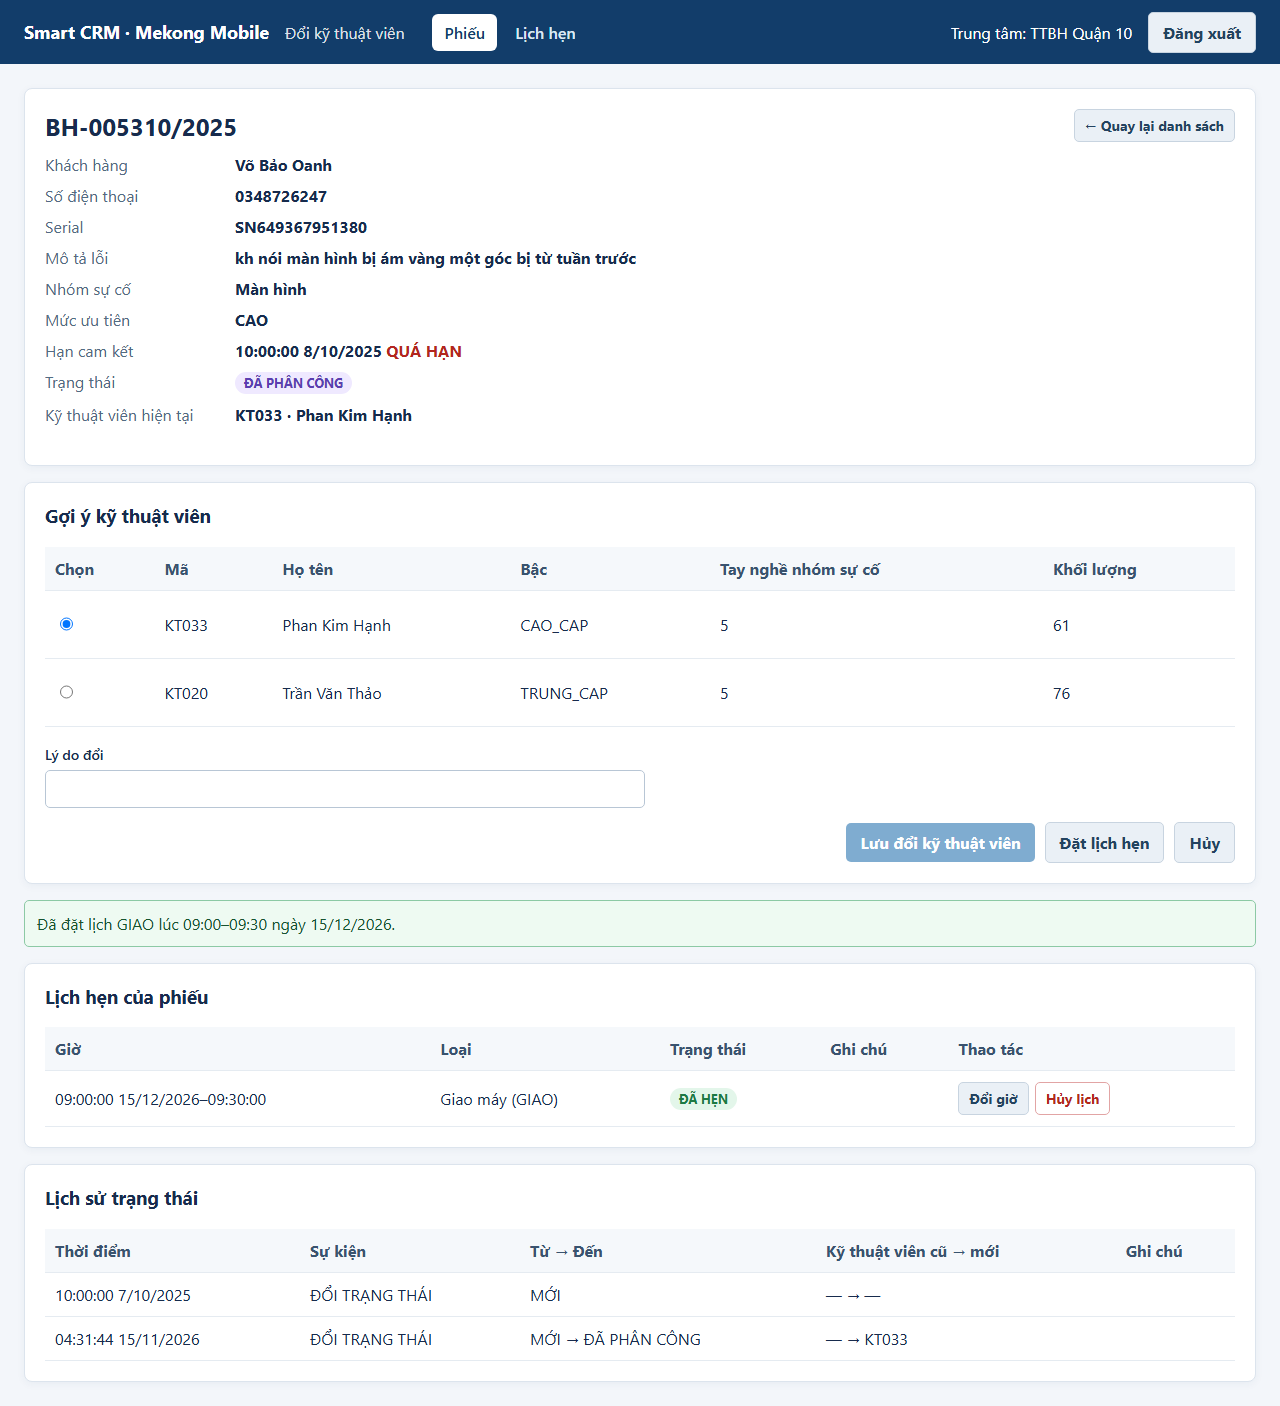 Smart CRM · Mekong Mobile Đổi kỹ thuật viên Phiếu Lịch hẹn Trung tâm: TTBH Quận 10 Đăng xuất
BH-005310/2025 ← Quay lại danh sách
Khách hàng Võ Bảo Oanh
Số điện thoại 0348726247
Serial SN649367951380
Mô tả lỗi kh nói màn hình bị ám vàng một góc bị từ tuần trước
Nhóm sự cố Màn hình
Mức ưu tiên CAO
Hạn cam kết 10:00:00 8/10/2025 QUÁ HẠN
Trạng thái ĐÃ PHÂN CÔNG
Kỹ thuật viên hiện tại KT033 · Phan Kim Hạnh
Gợi ý kỹ thuật viên
Chọn Mã Họ tên Bậc Tay nghề nhóm sự cố Khối lượng
KT033 Phan Kim Hạnh CAO_CAP 5 61
KT020 Trần Văn Thảo TRUNG_CAP 5 76
Lý do đổi
Lưu đổi kỹ thuật viên Đặt lịch hẹn Hủy
Đã đặt lịch GIAO lúc 09:00–09:30 ngày 15/12/2026.
Lịch hẹn của phiếu
Giờ Loại Trạng thái Ghi chú Thao tác
09:00:00 15/12/2026–09:30:00 Giao máy (GIAO) ĐÃ HẸN Đổi giờ Hủy lịch
Lịch sử trạng thái
Thời điểm Sự kiện Từ → Đến Kỹ thuật viên cũ → mới Ghi chú
10:00:00 7/10/2025 ĐỔI TRẠNG THÁI MỚI — → —
04:31:44 15/11/2026 ĐỔI TRẠNG THÁI MỚI → ĐÃ PHÂN CÔNG — → KT033